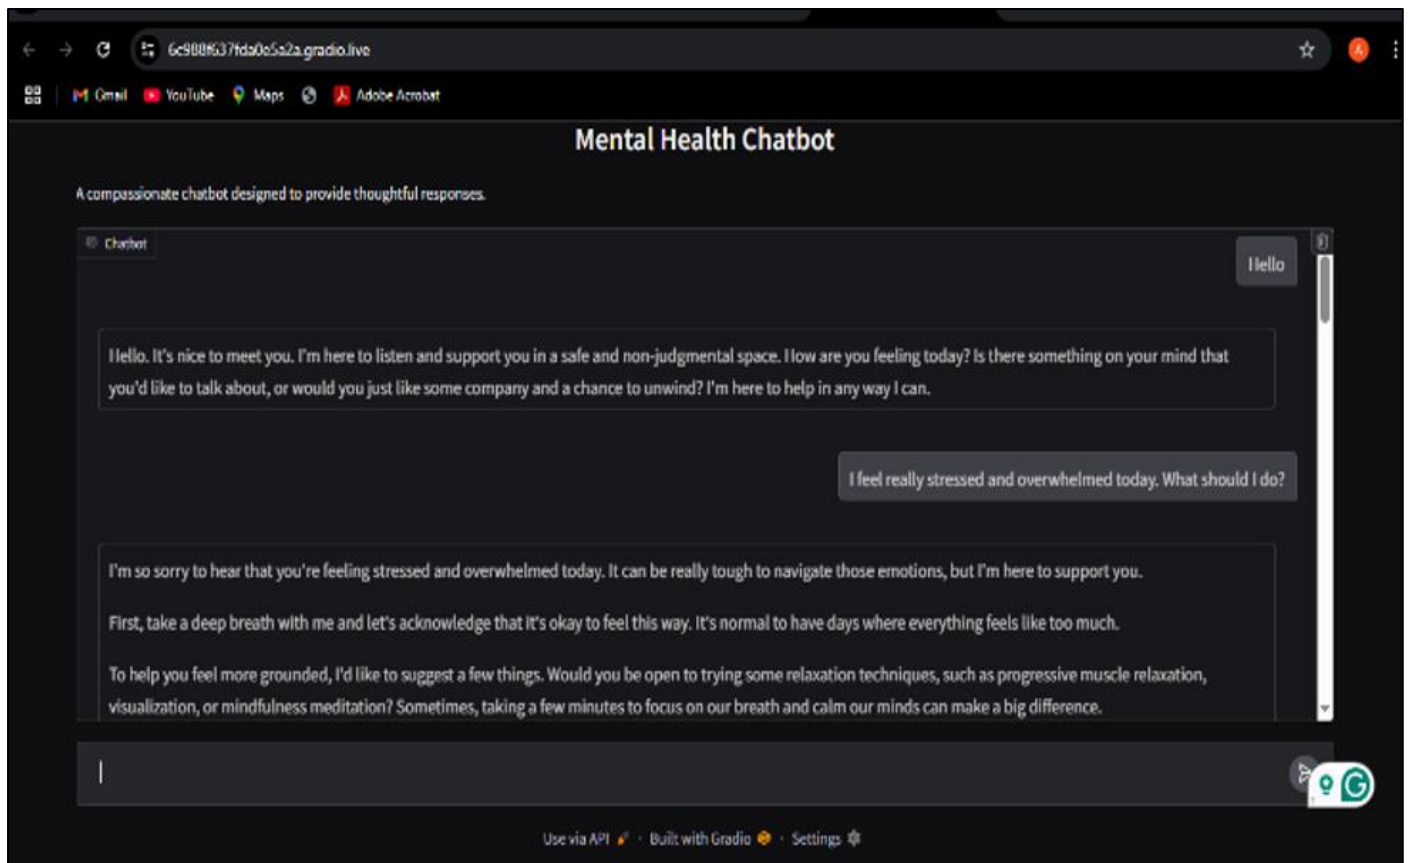 6c988f637fda0e5a2a.gradio.live
Gmail YouTube Maps Adobe Acrobat
Mental Health Chatbot
A compassionate chatbot designed to provide thoughtful responses.
Chatbot
Hello
Hello. It's nice to meet you. I'm here to listen and support you in a safe and non-judgmental space. How are you feeling today? Is there something on your mind that
you'd like to talk about, or would you just like some company and a chance to unwind? I'm here to help in any way I can.
I feel really stressed and overwhelmed today. What should I do?
I'm so sorry to hear that you're feeling stressed and overwhelmed today. It can be really tough to navigate those emotions, but I'm here to support you.
First, take a deep breath with me and let's acknowledge that it's okay to feel this way. It's normal to have days where everything feels like too much.
To help you feel more grounded, I'd like to suggest a few things. Would you be open to trying some relaxation techniques, such as progressive muscle relaxation,
visualization, or mindfulness meditation? Sometimes, taking a few minutes to focus on our breath and calm our minds can make a big difference.
Use via API · Built with Gradio · Settings